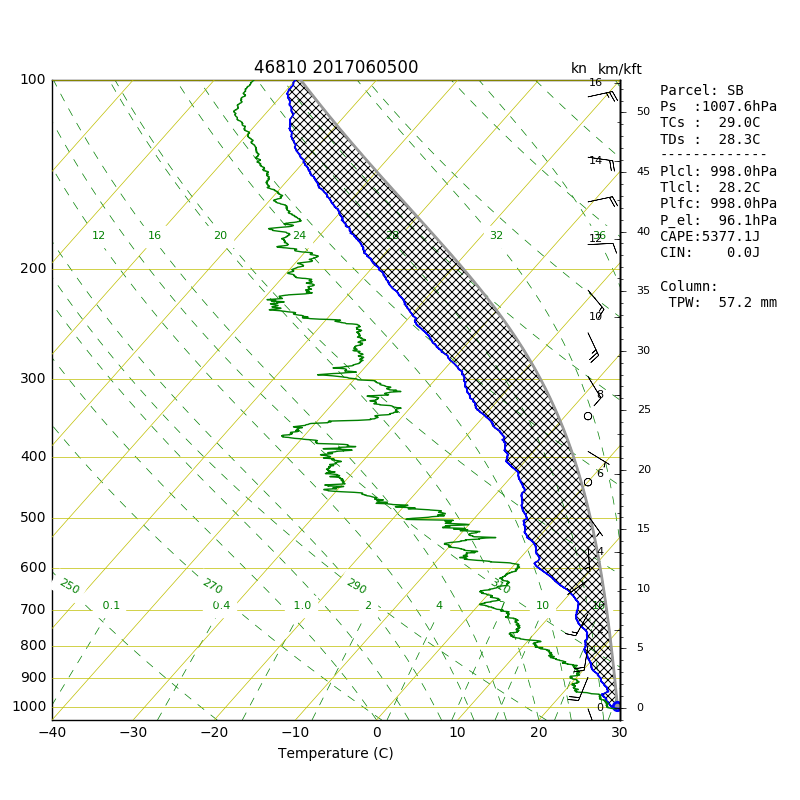 46810 2017060500
kn km/kft
100
200
300
400
500
600
700
800
900
1000
12 16 20 24 28 32 36
250 270 290
0.1 0.4 1.0 2 4 10
16
14
12
10
8
6
4
0
50
45
40
35
30
25
20
15
10
5
0
−40 −30 −20 −10 0 10 20 30
Temperature (C)
Parcel: SB
Ps :1007.6hPa
TCs : 29.0C
TDs : 28.3C
-------------
Plcl: 998.0hPa
Tlcl: 28.2C
Plfc: 998.0hPa
P_el: 96.1hPa
CAPE:5377.1J
CIN: 0.0J
Column:
TPW: 57.2 mm